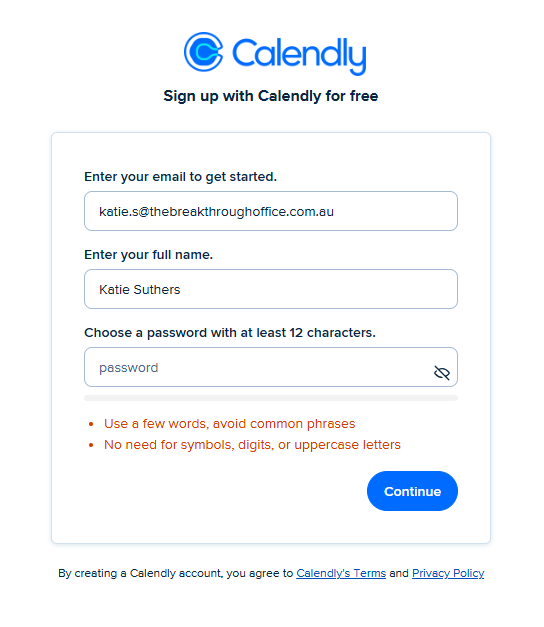 Calendly
Sign up with Calendly for free
Enter your email to get started.
katie.s@thebreakthroughoffice.com.au
Enter your full name.
Katie Suthers
Choose a password with at least 12 characters.
password
• Use a few words, avoid common phrases
• No need for symbols, digits, or uppercase letters
Continue
By creating a Calendly account, you agree to Calendly's Terms and Privacy Policy